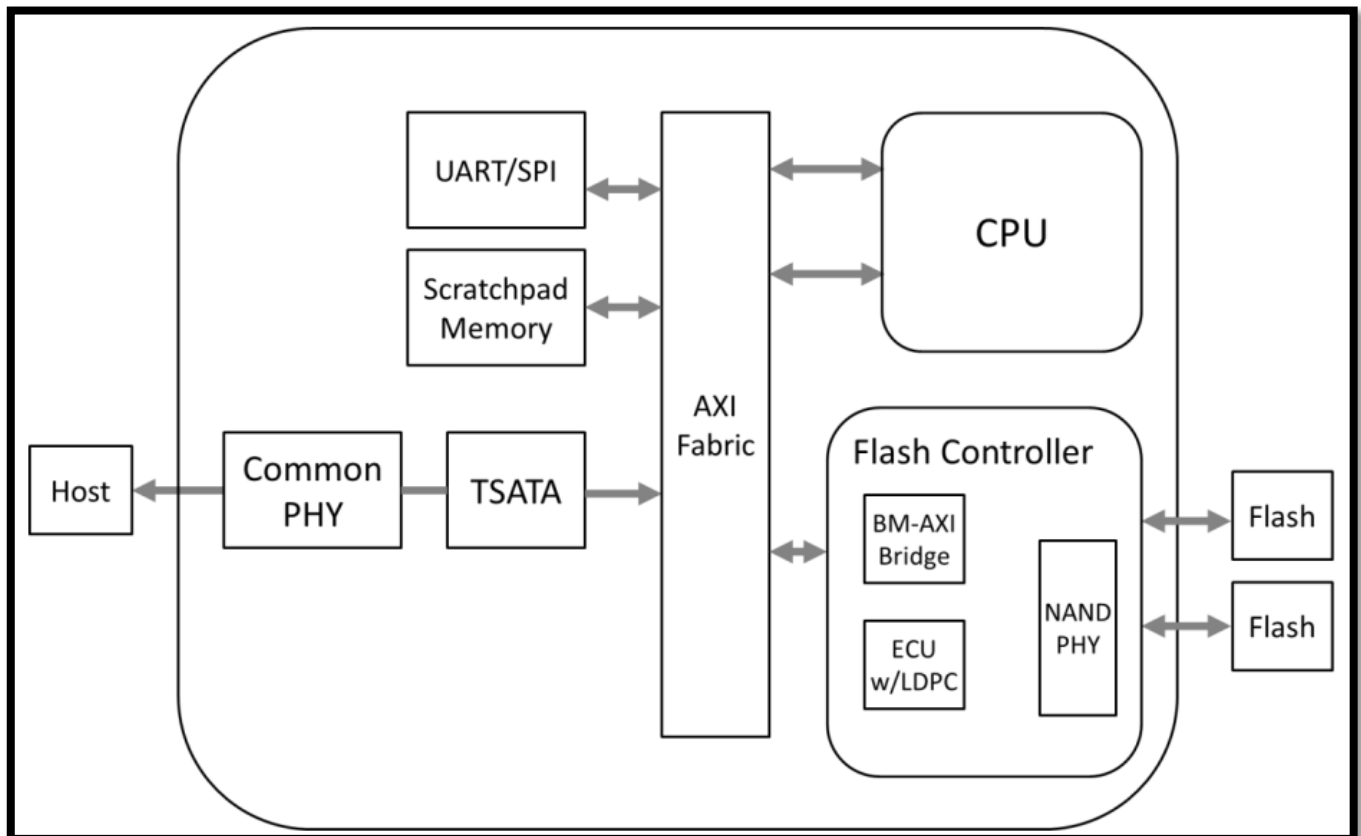 UART/SPI
Scratchpad
Memory
Host
Common
PHY
TSATA
AXI
Fabric
CPU
Flash Controller
BM-AXI
Bridge
ECU
w/LDPC
NAND
PHY
Flash
Flash